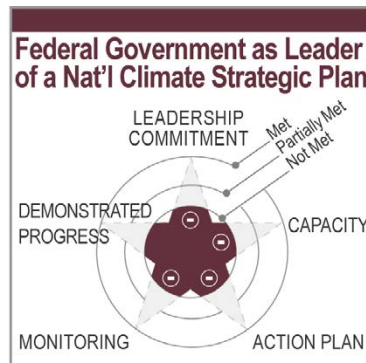 Federal Government as Leader
of a Nat'l Climate Strategic Plan
LEADERSHIP
COMMITMENT
Met
Partially Met
Not Met
DEMONSTRATED
PROGRESS
CAPACITY
MONITORING
ACTION PLAN